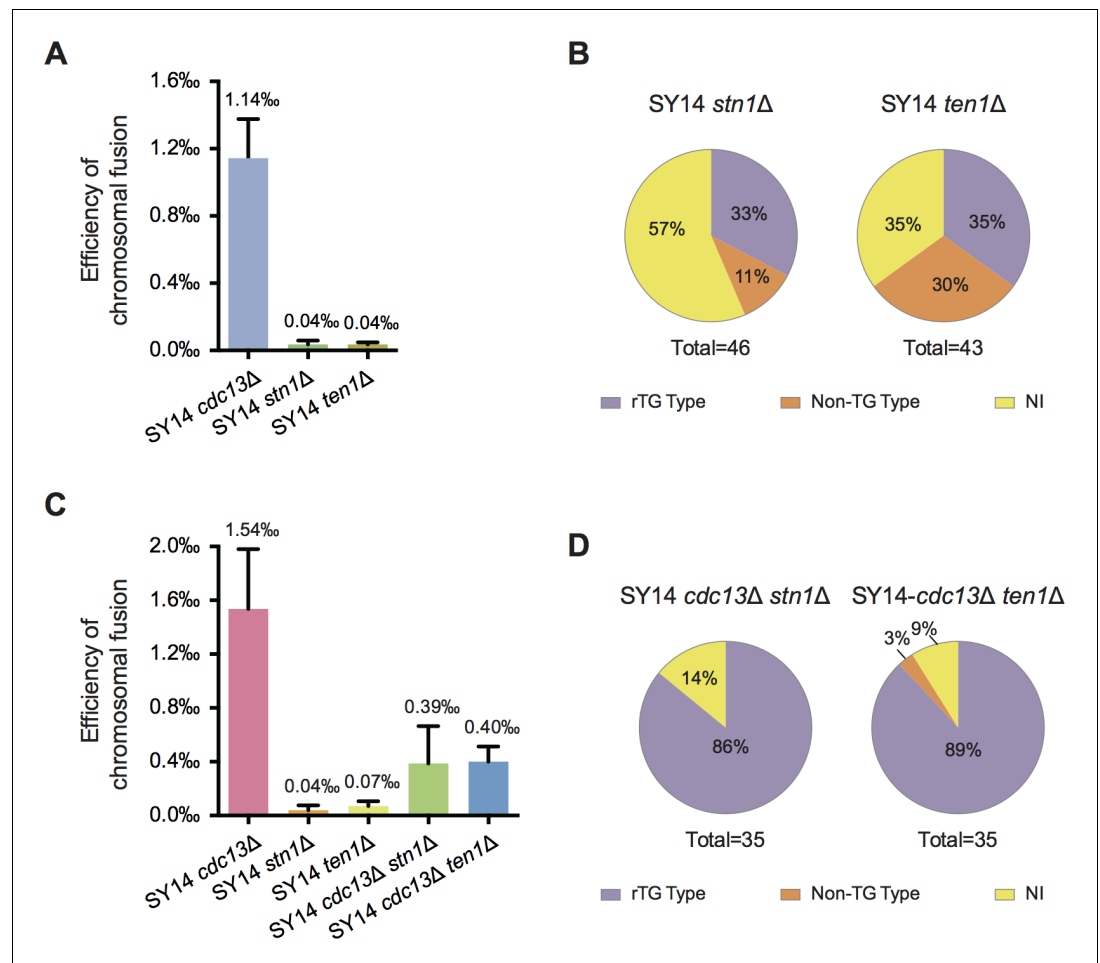 A
Efficiency of
chromosomal fusion
1.6‰
1.2‰
0.8‰
0.4‰
0.0‰
1.14‰
0.04‰
0.04‰
SY14 cdc13Δ
SY14 stn1Δ
SY14 ten1Δ
B
SY14 stn1Δ
SY14 ten1Δ
33%
11%
57%
35%
30%
35%
Total=46
Total=43
rTG Type
Non-TG Type
NI
C
Efficiency of
chromosomal fusion
2.0‰
1.6‰
1.2‰
0.8‰
0.4‰
0.0‰
1.54‰
0.04‰
0.07‰
0.39‰
0.40‰
SY14 cdc13Δ
SY14 stn1Δ
SY14 ten1Δ
SY14 cdc13Δ stn1Δ
SY14 cdc13Δ ten1Δ
D
SY14 cdc13Δ stn1Δ
SY14-cdc13Δ ten1Δ
14%
86%
3%
9%
89%
Total=35
Total=35
rTG Type
Non-TG Type
NI